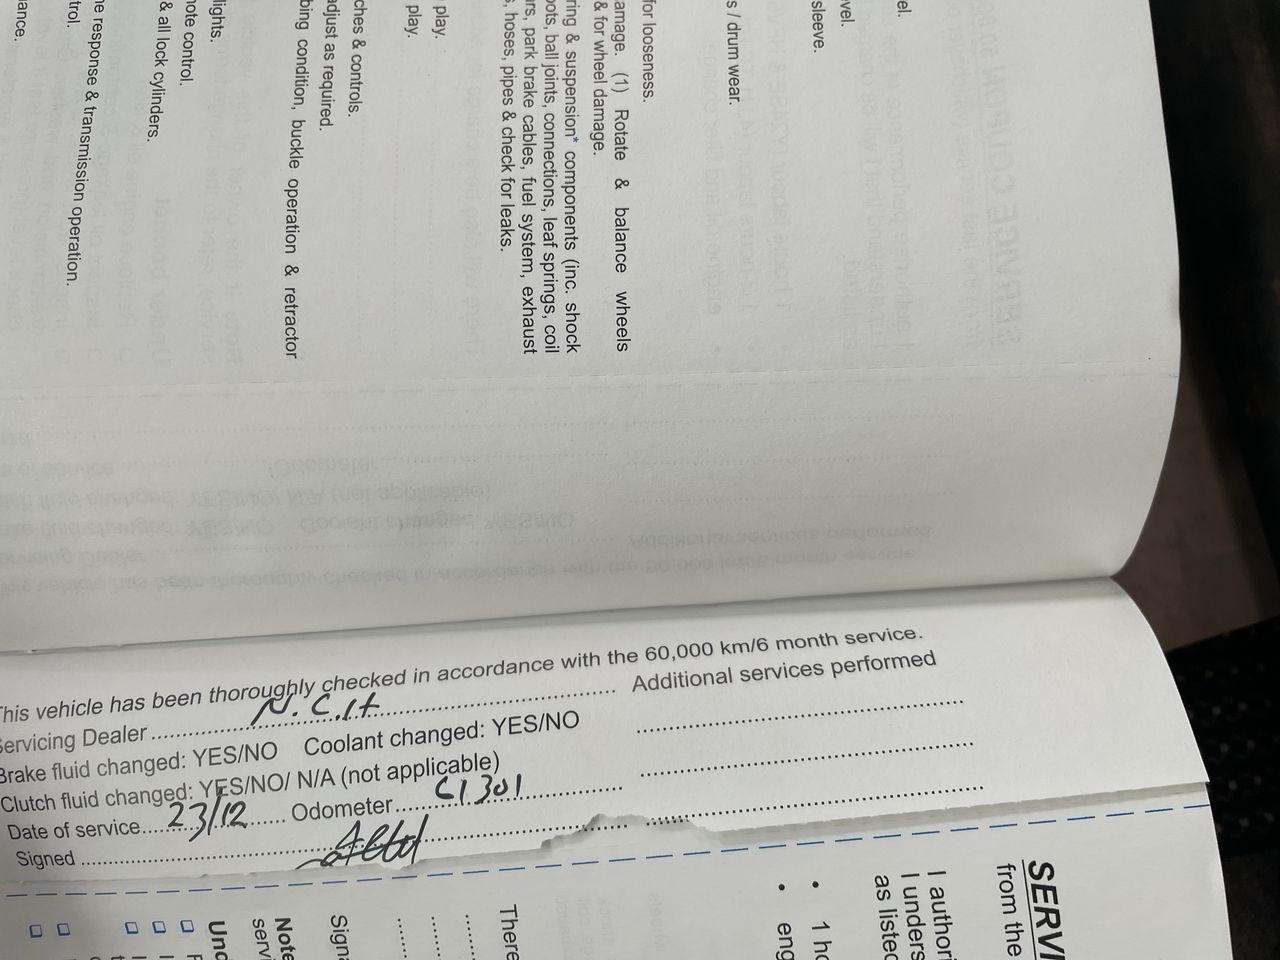 This vehicle has been thoroughly checked in accordance with the 60,000 km/6 month service.
Servicing Dealer
Additional services performed
Brake fluid changed: YES/NO Coolant changed: YES/NO
Clutch fluid changed: YES/NO/ N/A (not applicable)
Date of service 23/12 Odometer
Signed
for looseness.
amage. (1) Rotate & balance wheels
& for wheel damage.
ring & suspension* components (inc. shock
oots, ball joints, connections, leaf springs, coil
rs, park brake cables, fuel system, exhaust
s, hoses, pipes & check for leaks.
s / drum wear.
sleeve.
vel.
el.
play.
play.
ches & controls.
adjust as required.
bing condition, buckle operation & retractor
lights.
note control.
& all lock cylinders.
ne response & transmission operation.
trol.
ance.
SERVI
from the
I authori
I unders
as listed
• 1 ho
• eng
There
Signa
Note
servi
Und